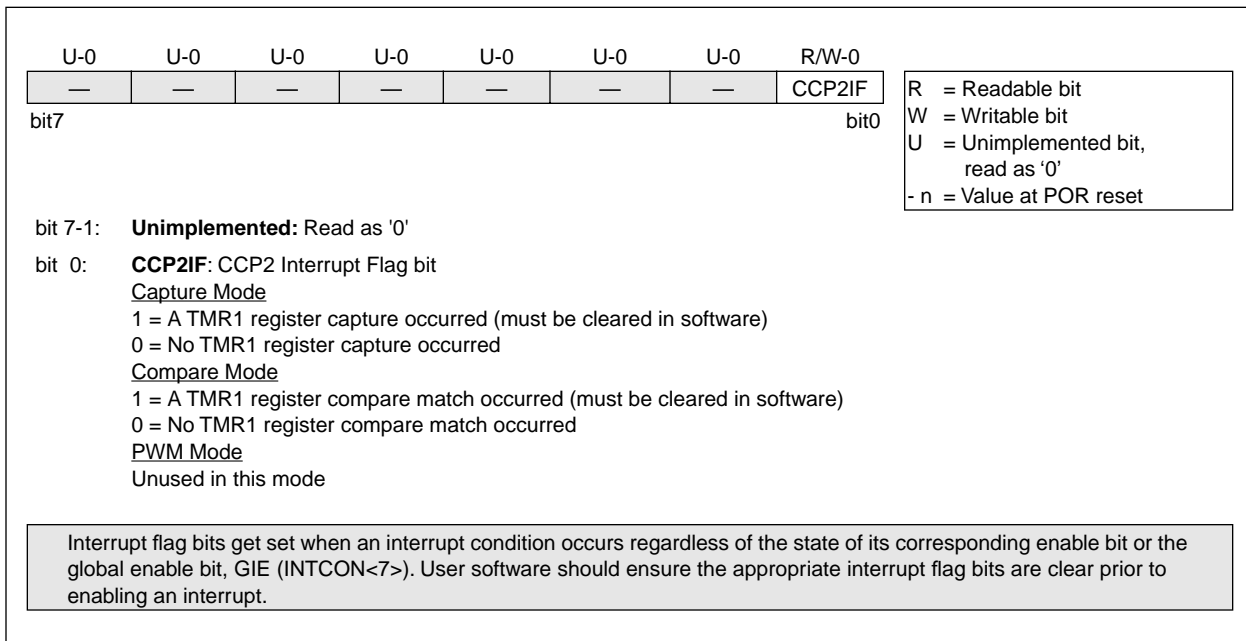 U-0 U-0 U-0 U-0 U-0 U-0 U-0 R/W-0
— — — — — — — CCP2IF
bit7 bit0
R = Readable bit
W = Writable bit
U = Unimplemented bit,
read as ‘0’
- n = Value at POR reset
bit 7-1: Unimplemented: Read as '0'
bit 0: CCP2IF: CCP2 Interrupt Flag bit
Capture Mode
1 = A TMR1 register capture occurred (must be cleared in software)
0 = No TMR1 register capture occurred
Compare Mode
1 = A TMR1 register compare match occurred (must be cleared in software)
0 = No TMR1 register compare match occurred
PWM Mode
Unused in this mode
Interrupt flag bits get set when an interrupt condition occurs regardless of the state of its corresponding enable bit or the
global enable bit, GIE (INTCON<7>). User software should ensure the appropriate interrupt flag bits are clear prior to
enabling an interrupt.